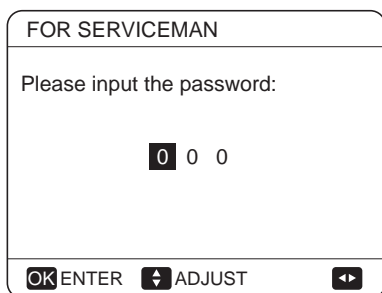 FOR SERVICEMAN
Please input the password:
0 0 0
OK ENTER ADJUST